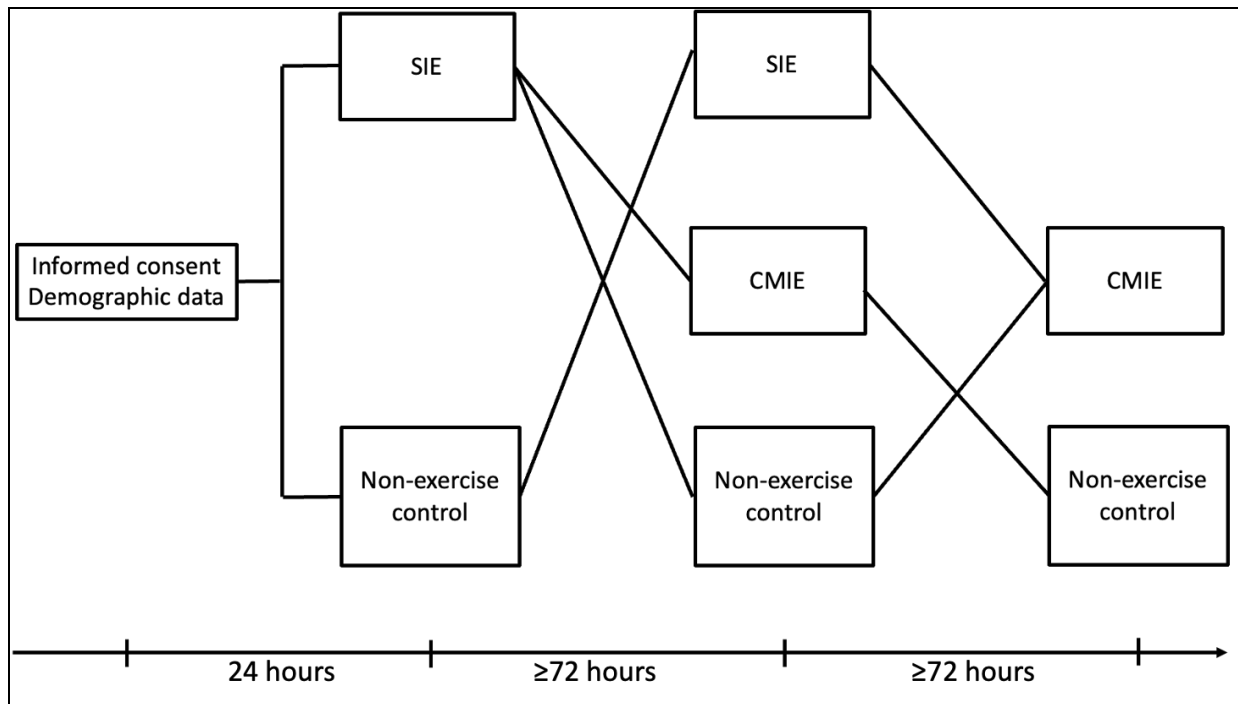 SIE
SIE
Informed consent
Demographic data
CMIE
CMIE
Non-exercise
control
Non-exercise
control
Non-exercise
control
24 hours
≥72 hours
≥72 hours